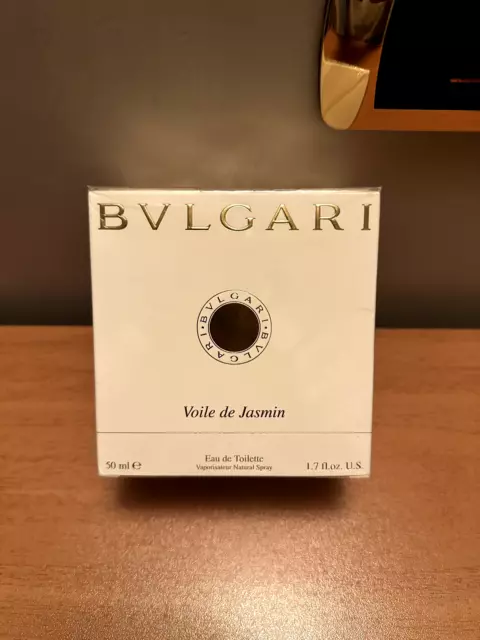 BVLGARI
BVLGARI · BVLGARI ·
Voile de Jasmin
Eau de Toilette
50 ml ℮ Vaporisateur Natural Spray 1.7 fl.oz. U.S.